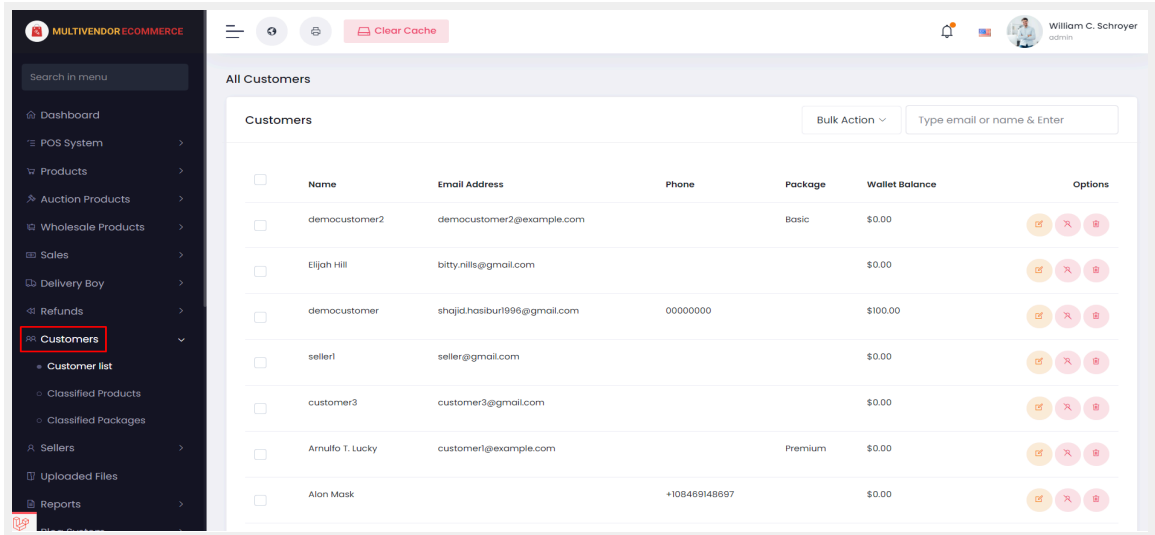 MULTIVENDOR ECOMMERCE
Clear Cache
William C. Schroyer
admin
Search in menu
Dashboard
POS System
Products
Auction Products
Wholesale Products
Sales
Delivery Boy
Refunds
Customers
Customer list
Classified Products
Classified Packages
Sellers
Uploaded Files
Reports
Blog System
All Customers
Customers
Bulk Action
Type email or name & Enter
Name Email Address Phone Package Wallet Balance Options
democustomer2 democustomer2@example.com Basic $0.00
Elijah Hill bitty.nills@gmail.com $0.00
democustomer shajid.hasibur1996@gmail.com 00000000 $100.00
seller1 seller@gmail.com $0.00
customer3 customer3@gmail.com $0.00
Arnulfo T. Lucky customer1@example.com Premium $0.00
Alon Mask +108469148697 $0.00